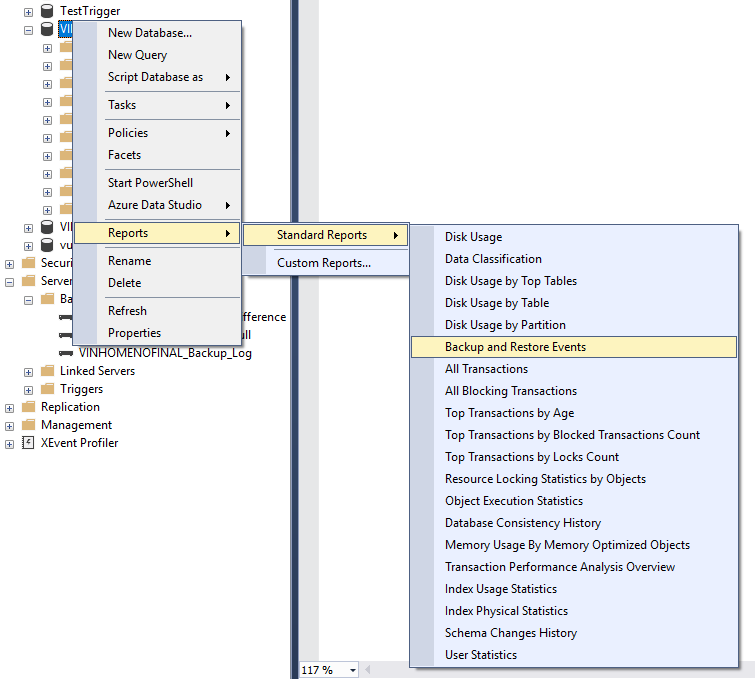 TestTrigger
VI
New Database...
New Query
Script Database as
Tasks
Policies
Facets
Start PowerShell
Azure Data Studio
Reports
Rename
Delete
Refresh
Properties
Standard Reports
Custom Reports...
Disk Usage
Data Classification
Disk Usage by Top Tables
Disk Usage by Table
Disk Usage by Partition
Backup and Restore Events
All Transactions
All Blocking Transactions
Top Transactions by Age
Top Transactions by Blocked Transactions Count
Top Transactions by Locks Count
Resource Locking Statistics by Objects
Object Execution Statistics
Database Consistency History
Memory Usage By Memory Optimized Objects
Transaction Performance Analysis Overview
Index Usage Statistics
Index Physical Statistics
Schema Changes History
User Statistics
VI
vu
Securi
Server
Ba
fference
ull
VINHOMENOFINAL_Backup_Log
Linked Servers
Triggers
Replication
Management
XEvent Profiler
117 %